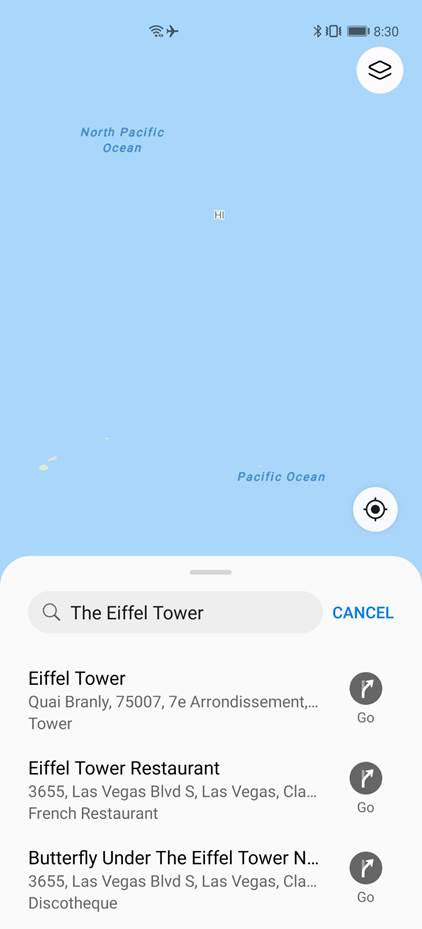 8:30
North Pacific
Ocean
HI
Pacific Ocean
The Eiffel Tower CANCEL
Eiffel Tower
Quai Branly, 75007, 7e Arrondissement,...
Tower
Go
Eiffel Tower Restaurant
3655, Las Vegas Blvd S, Las Vegas, Cla...
French Restaurant
Go
Butterfly Under The Eiffel Tower N...
3655, Las Vegas Blvd S, Las Vegas, Cla...
Discotheque
Go